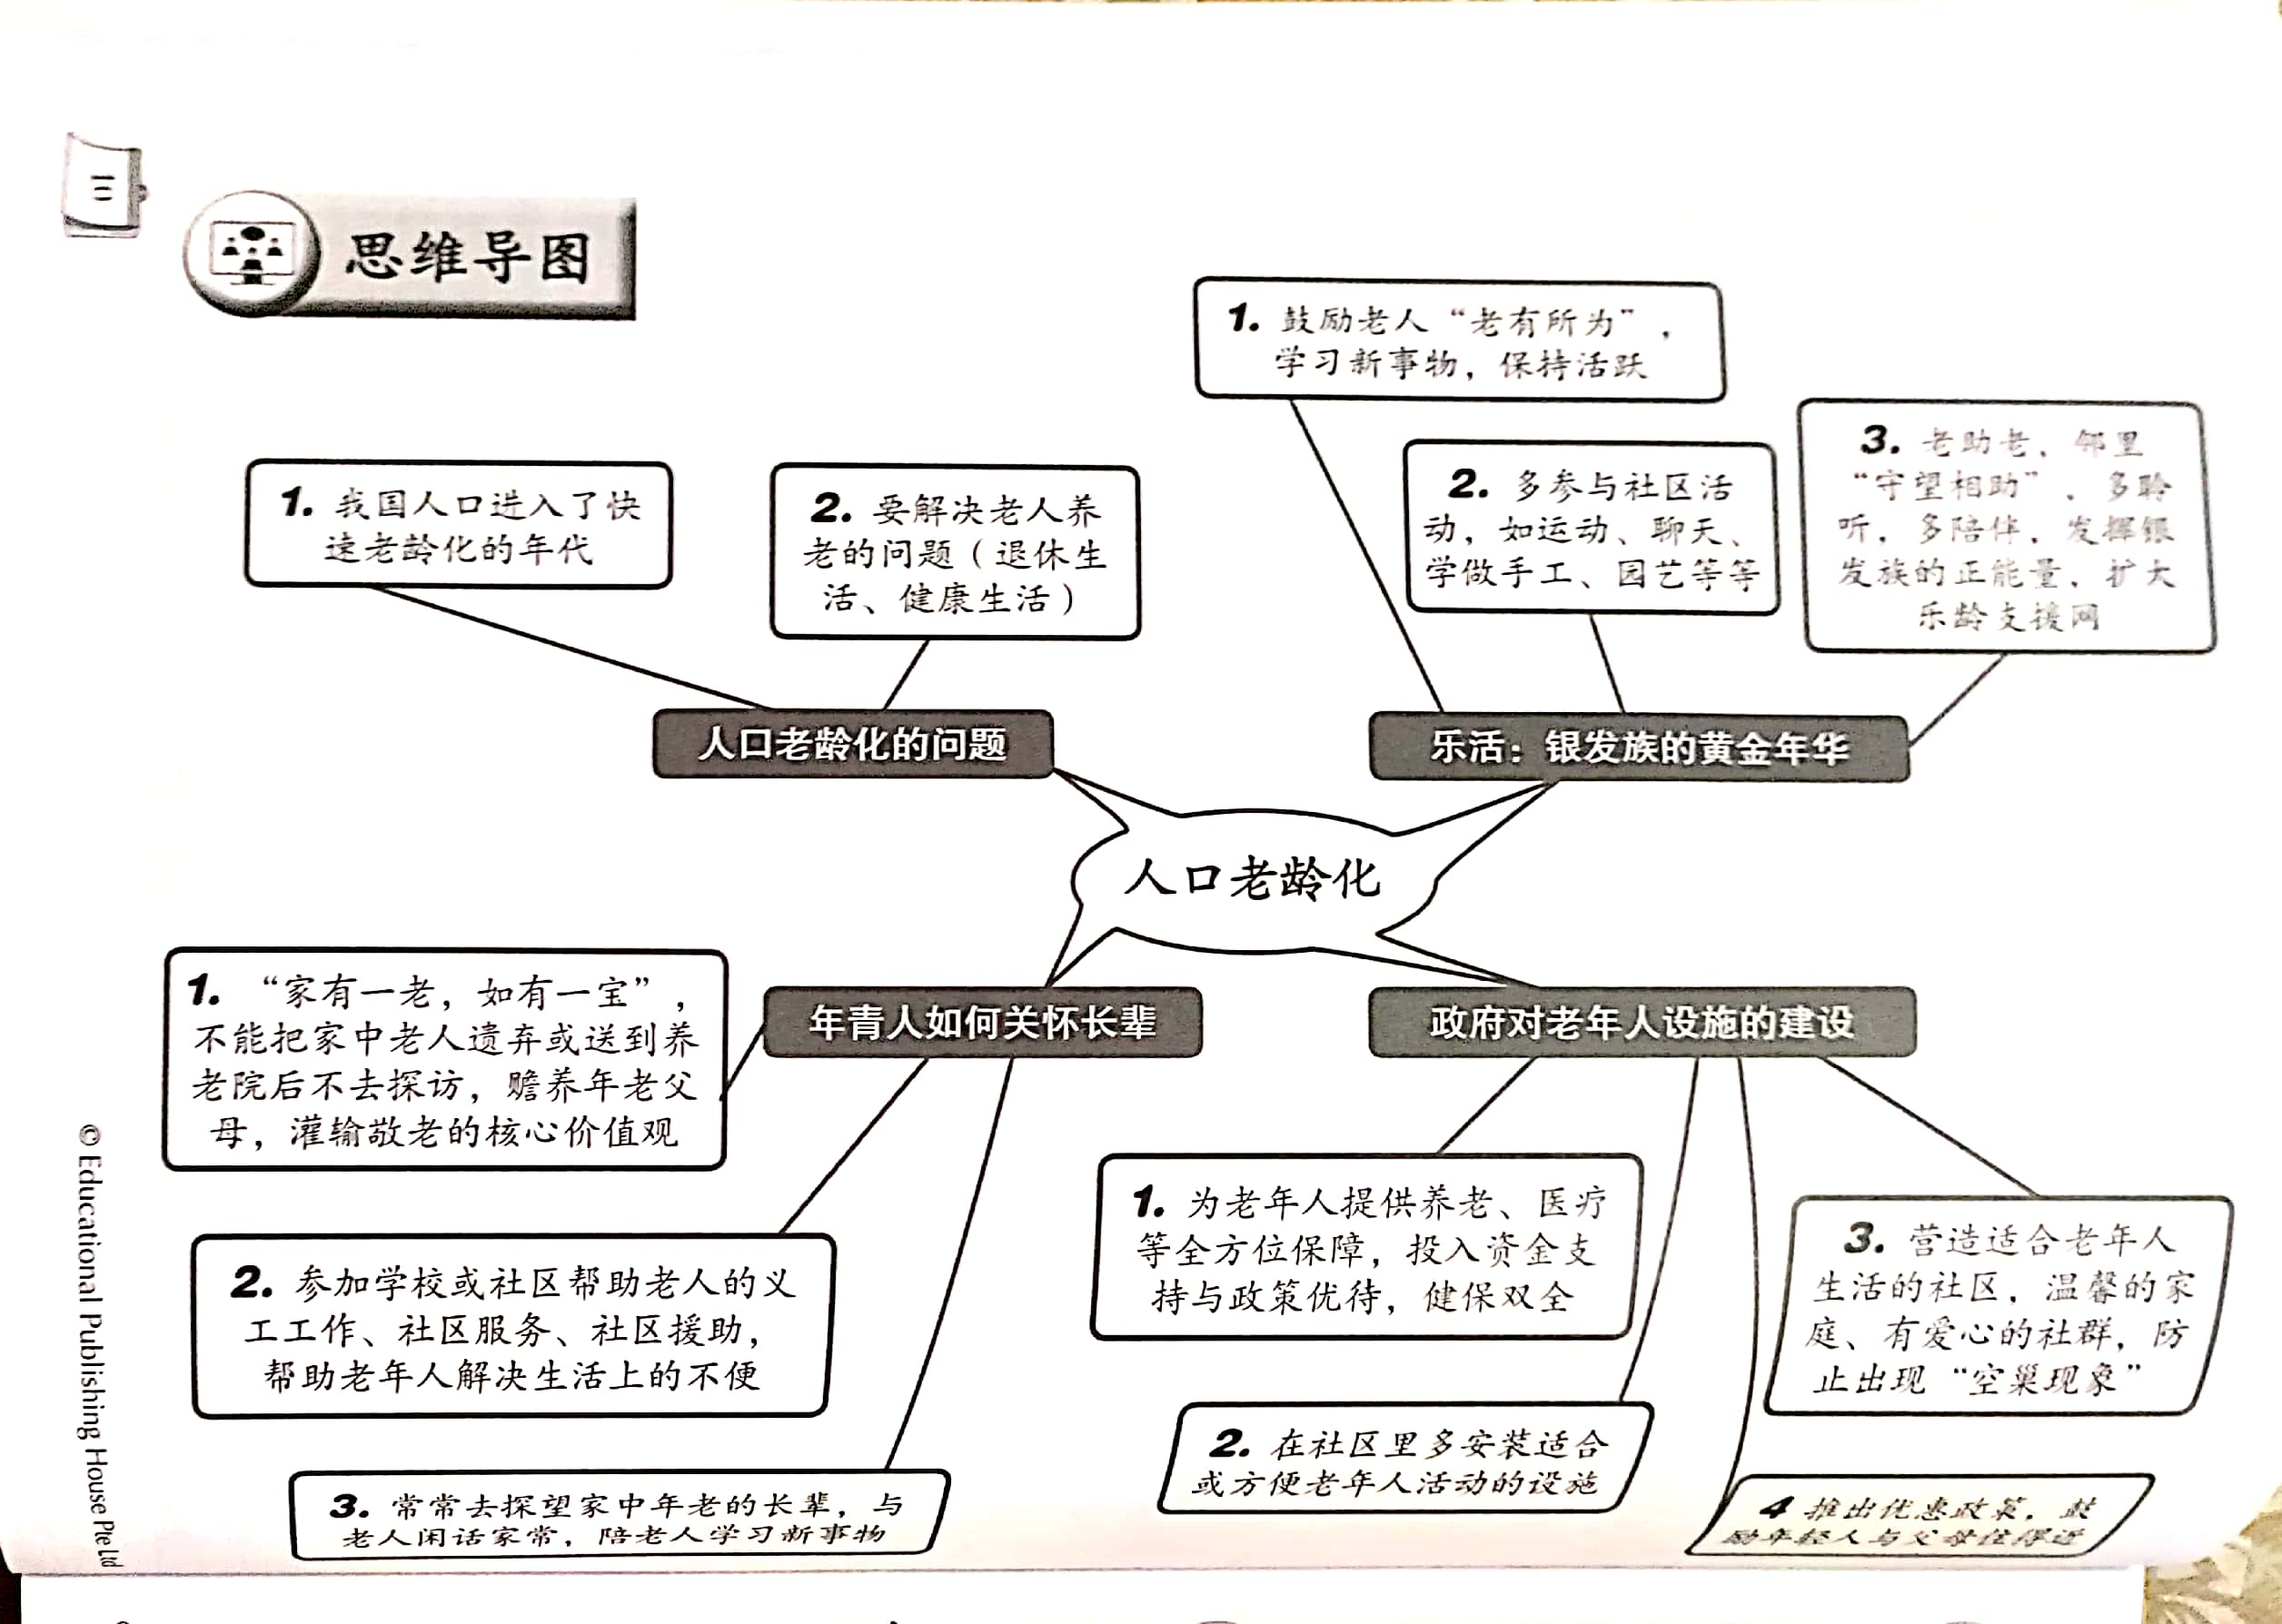 10
思维导图
1. 我国人口进入了快
速老龄化的年代
2. 要解决老人养
老的问题（退休生
活、健康生活）
人口老龄化的问题
1. 鼓励老人“老有所为”，
学习新事物，保持活跃
2. 多参与社区活
动，如运动、聊天、
学做手工、园艺等等
3. 老助老、邻里
“守望相助”、多聆
听，多陪伴，发挥银
发族的正能量，扩大
乐龄支援网
乐活：银发族的黄金年华
人口老龄化
年青人如何关怀长辈
1. “家有一老，如有一宝”，
不能把家中老人遗弃或送到养
老院后不去探访，赡养年老父
母，灌输敬老的核心价值观
2. 参加学校或社区帮助老人的义
工工作、社区服务、社区援助，
帮助老年人解决生活上的不便
3. 常常去探望家中年老的长辈，与
老人闲话家常，陪老人学习新事物
政府对老年人设施的建设
1. 为老年人提供养老、医疗
等全方位保障，投入资金支
持与政策优待，健保双全
2. 在社区里多安装适合
或方便老年人活动的设施
3. 营造适合老年人
生活的社区，温馨的家
庭、有爱心的社群，防
止出现“空巢现象”
4 推出优惠政策，鼓
励年轻人与父母住得近
© Educational Publishing House Pte Ltd